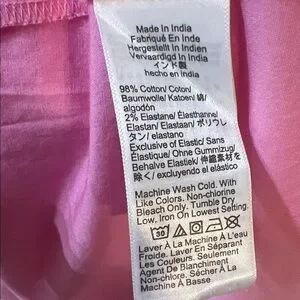 Made In India
Fabriqué En Inde
Hergestellt In Indien
Vervaardigd In India
インド製
hecho en India
98% Cotton/ Coton/
Baumwolle/ Katoen/ 綿/
algodón
2% Elastane/ Élasthanne/
Elastan/ Elastaan/ ポリウレ
タン/ elastano
Exclusive of Elastic/ Sans
Élastique/ Ohne Gummizug/
Behalve Elastiek/ 伸縮素材を
除く/ excluyendo el elástico
Machine Wash Cold. With
Like Colors. Non-chlorine
Bleach Only. Tumble Dry
Low. Iron On Lowest Setting.
30
Laver À La Machine À L'eau
Froide. Laver En Séparant
Les Couleurs. Seulement
Agent De Blanchiment
Non-chlore. Sécher À La
Machine À Basse